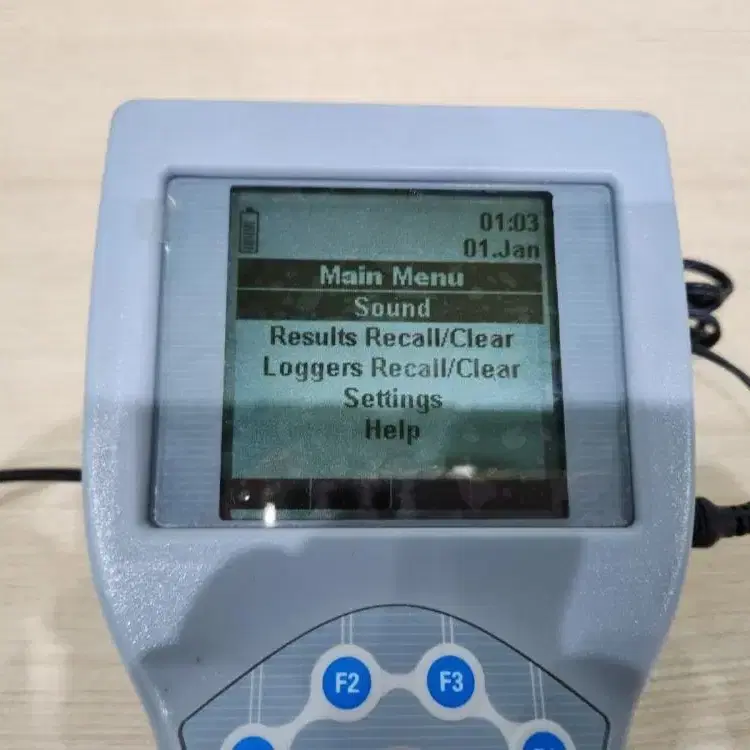 01:03
01.Jan
Main Menu
Sound
Results Recall/Clear
Loggers Recall/Clear
Settings
Help
F2
F3